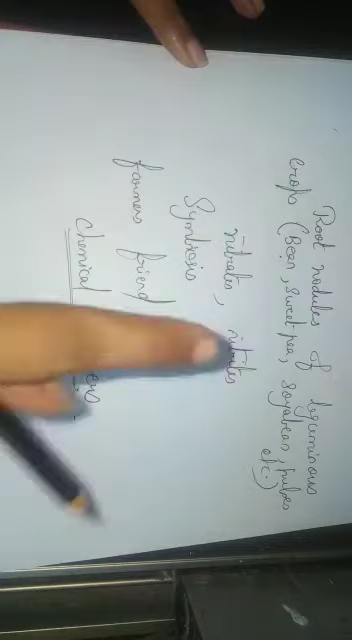 Root nodules of leguminous
crops (Bean, sweet pea, soyabean, pulses
etc.)
nitrates, nitrites
Symbiosis
farmers friend
Chemical